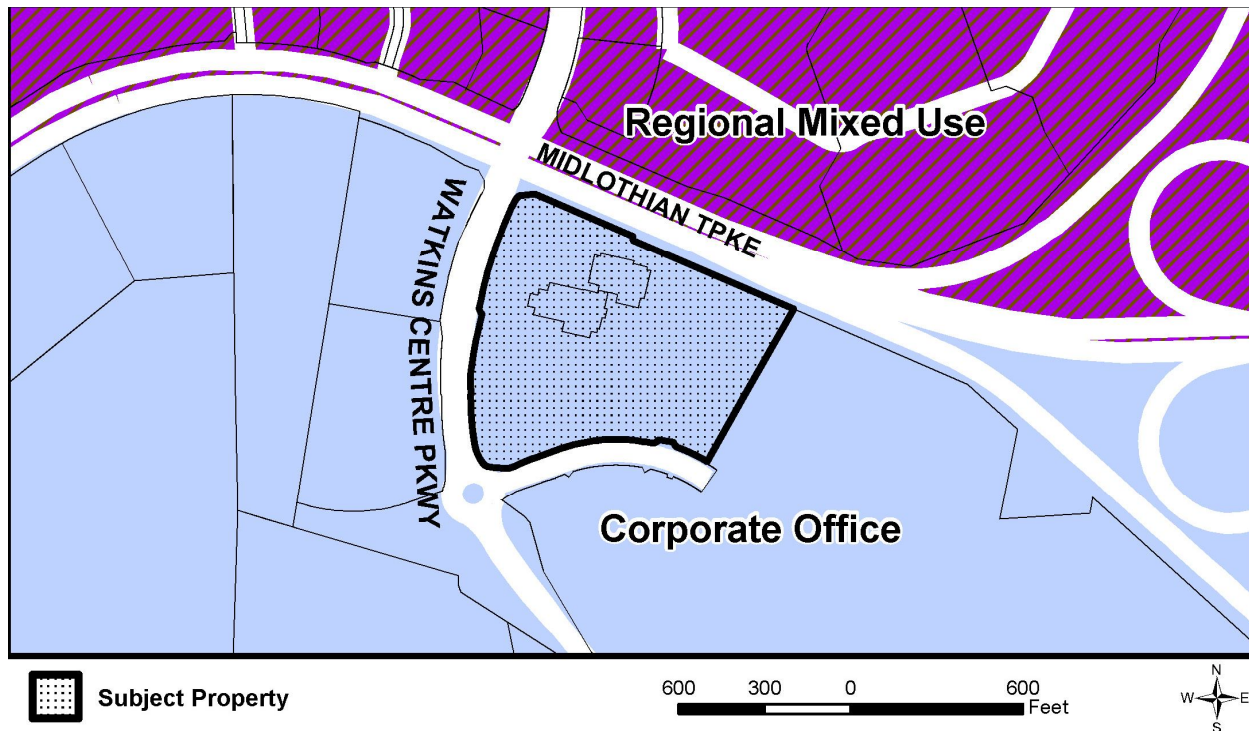 Regional Mixed Use
MIDLOTHIAN TPKE
WATKINS CENTRE PKWY
Corporate Office
Subject Property
600 300 0 600
Feet
N
W E
S